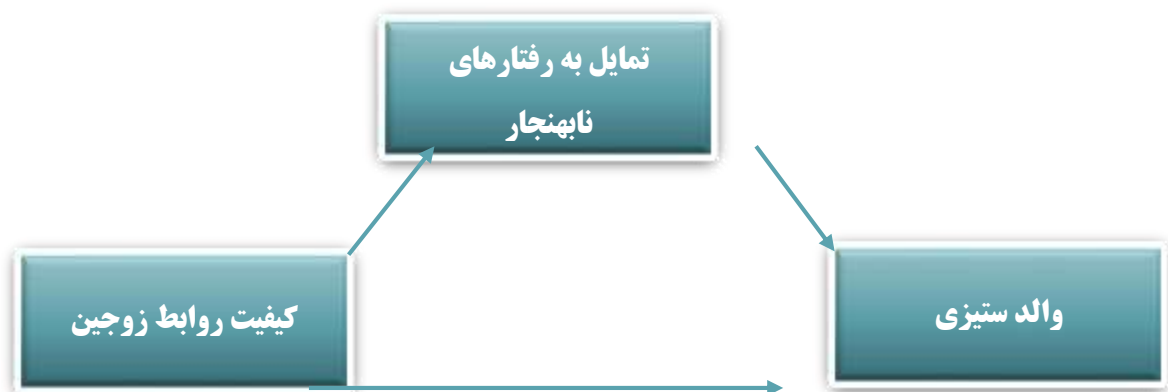 تمایل به رفتارهای
نابهنجار
کیفیت روابط زوجین
والد ستیزی